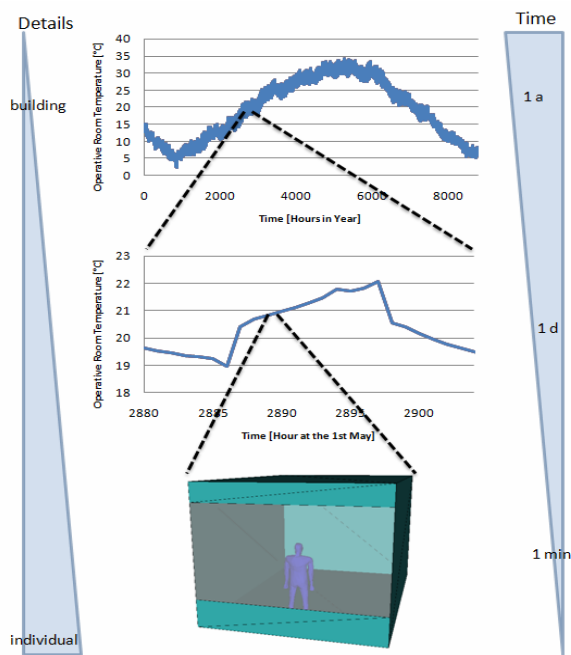 Details
Time
Operative Room Temperature [°C]
40
35
30
25
20
15
10
5
0
0
2000
4000
6000
8000
Time [Hours in Year]
building
1 a
Operative Room Temperature [°C]
23
22
21
20
19
18
2880
2885
2890
2895
2900
Time [Hour at the 1st May]
1 d
1 min
individual